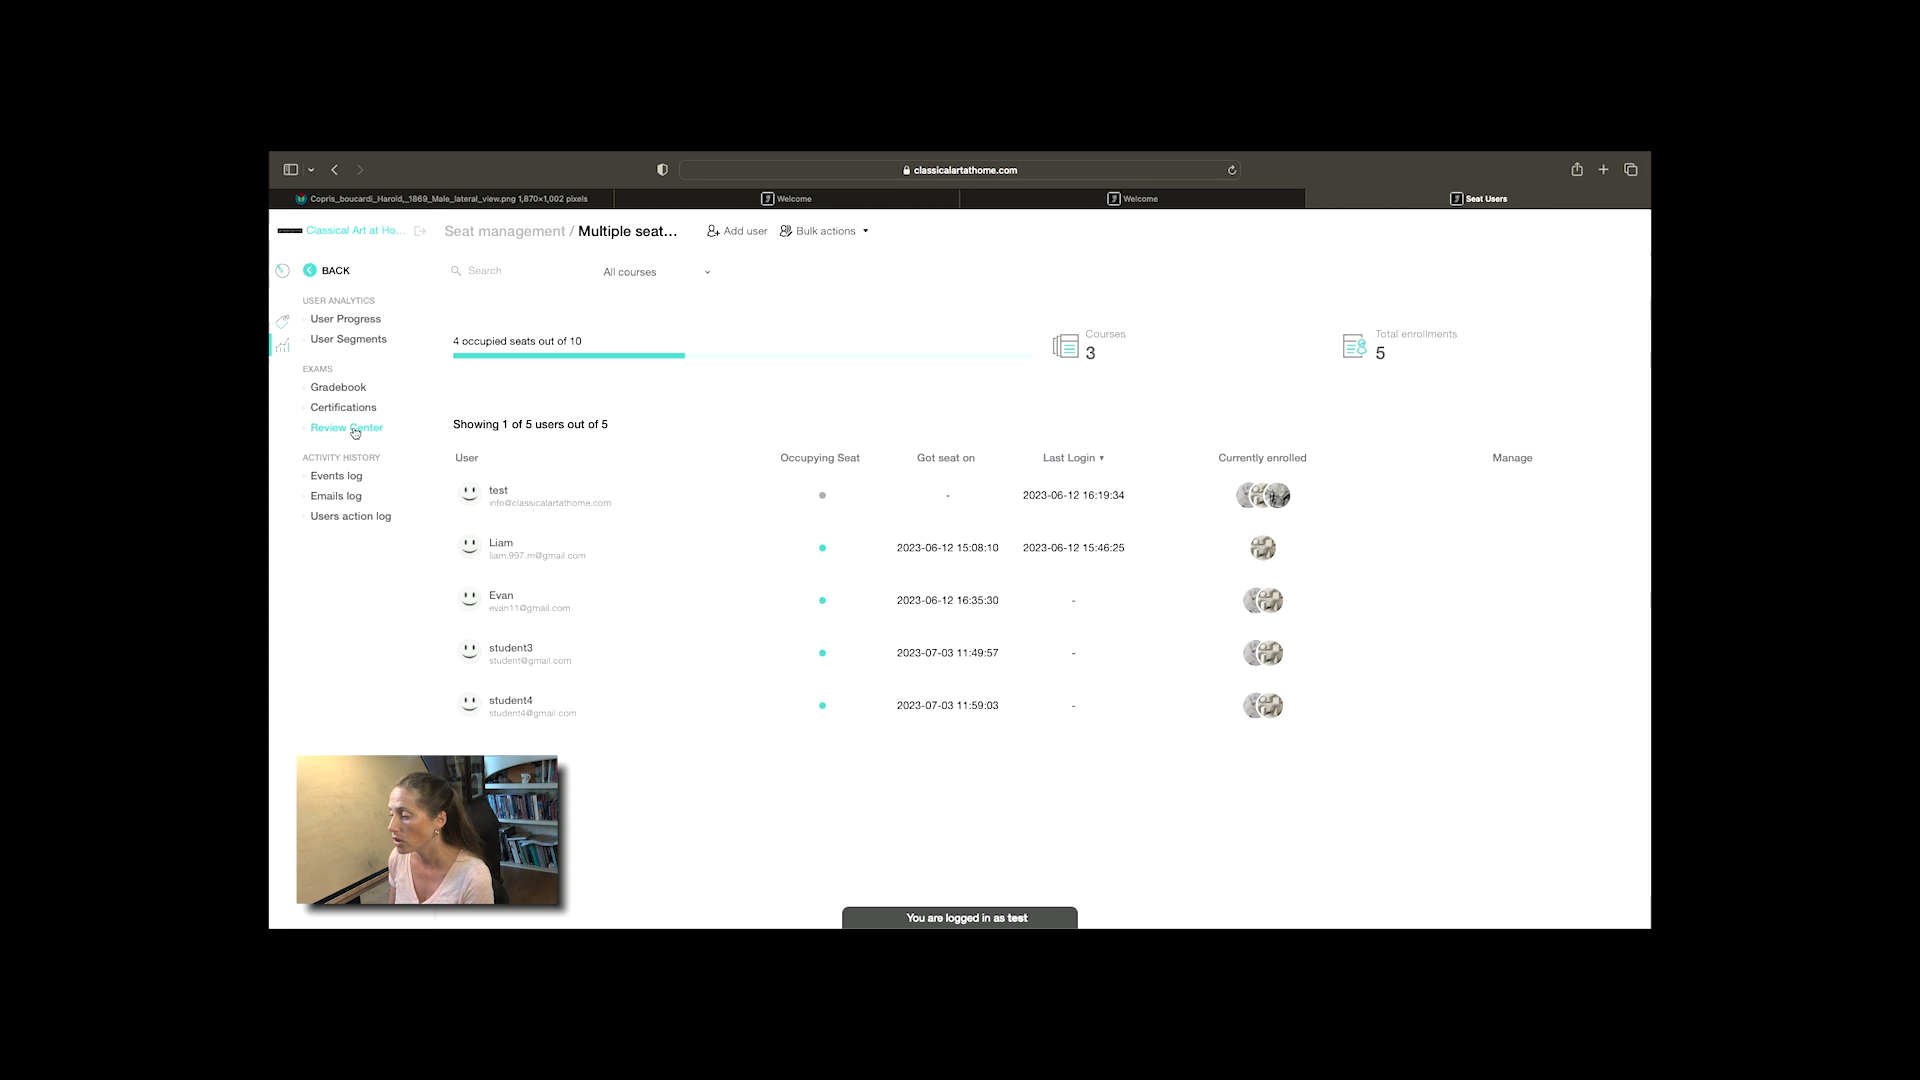 classicalartathome.com
Copris_boucardi_Harold,_1869_Male_lateral_view.png 1,870×1,002 pixels
Welcome
Welcome
Seat Users
Classical Art at Ho...
Seat management / Multiple seat...
Add user
Bulk actions
BACK
Search
All courses
USER ANALYTICS
User Progress
User Segments
EXAMS
Gradebook
Certifications
Review Center
ACTIVITY HISTORY
Events log
Emails log
Users action log
4 occupied seats out of 10
Courses
3
Total enrollments
5
Showing 1 of 5 users out of 5
User Occupying Seat Got seat on Last Login ▾ Currently enrolled Manage
test - 2023-06-12 16:19:34
info@classicalartathome.com
Liam 2023-06-12 15:08:10 2023-06-12 15:46:25
liam.997.m@gmail.com
Evan 2023-06-12 16:35:30 -
evan11@gmail.com
student3 2023-07-03 11:49:57 -
student@gmail.com
student4 2023-07-03 11:59:03 -
student4@gmail.com
You are logged in as test